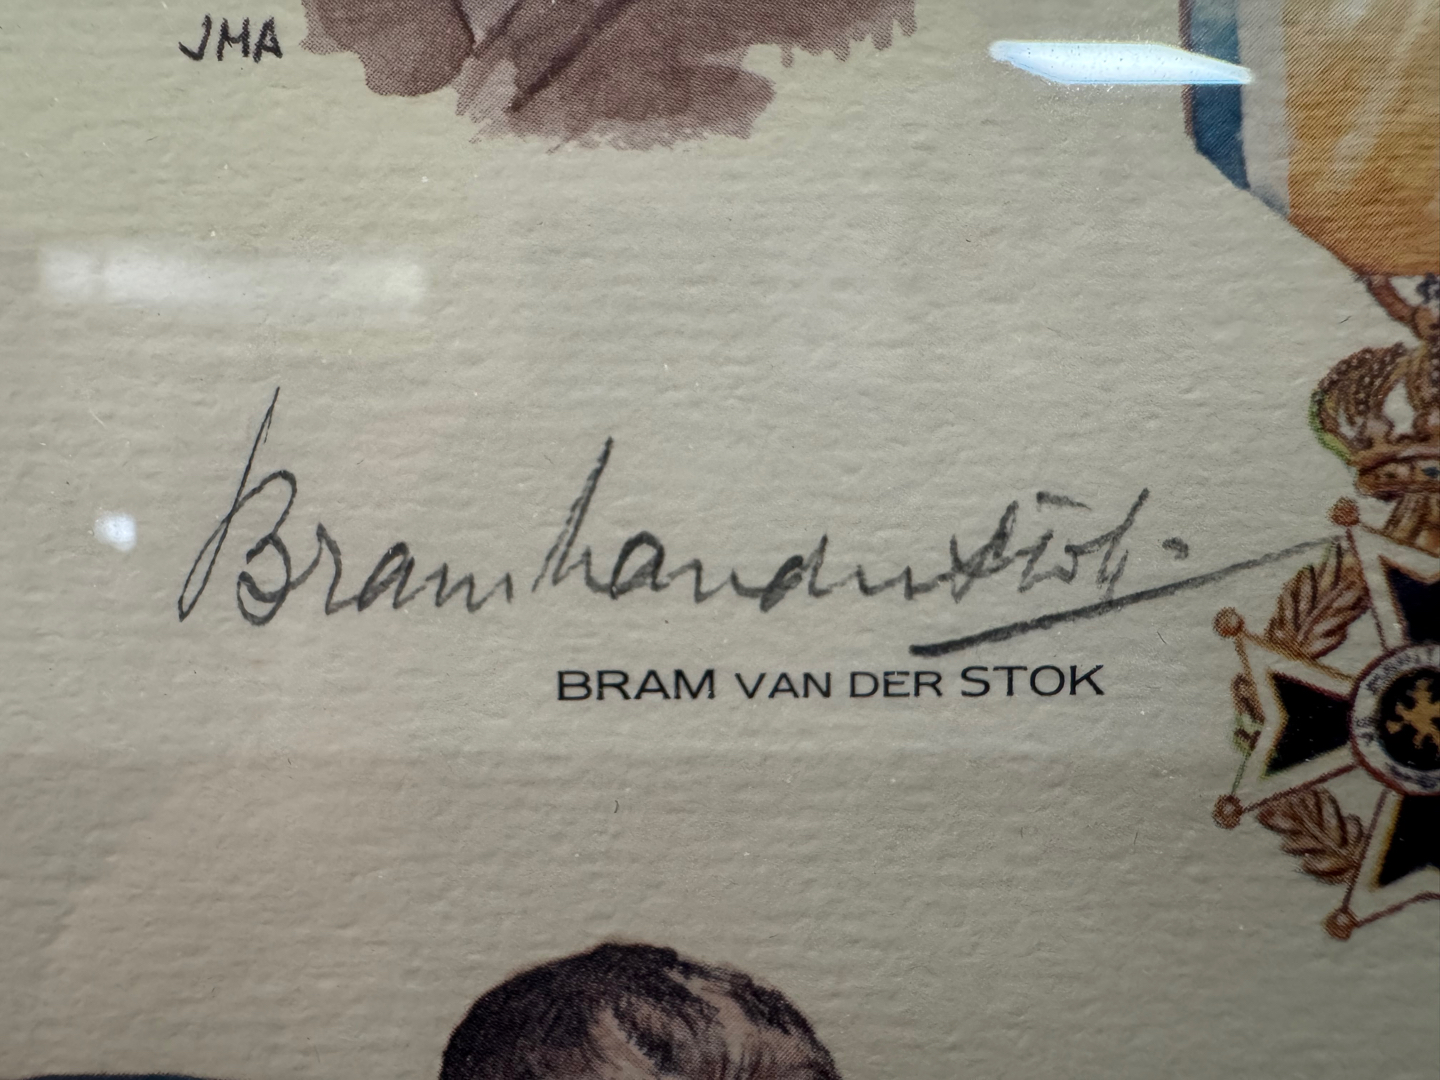 JMA
Bram van der Stok.
BRAM VAN DER STOK